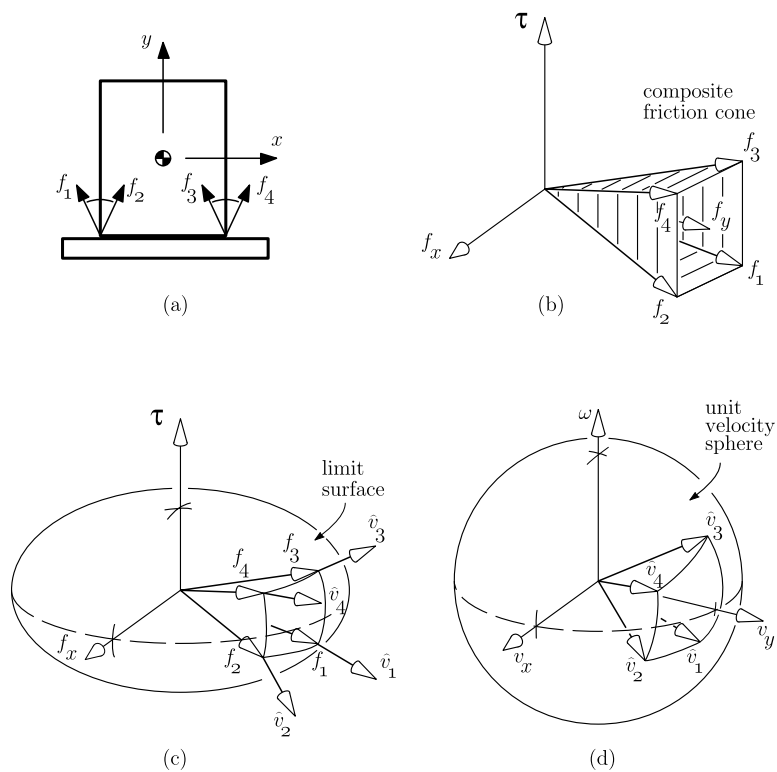 y
x
f1
f2
f3
f4
(a)
τ
composite
friction cone
f3
f4
fy
fx
f1
f2
(b)
τ
limit
surface
v̂3
f3
f4
v̂4
fx
f2
f1
v̂1
v̂2
(c)
ω
unit
velocity
sphere
v̂3
v̂4
vx
v̂2
v̂1
vy
(d)